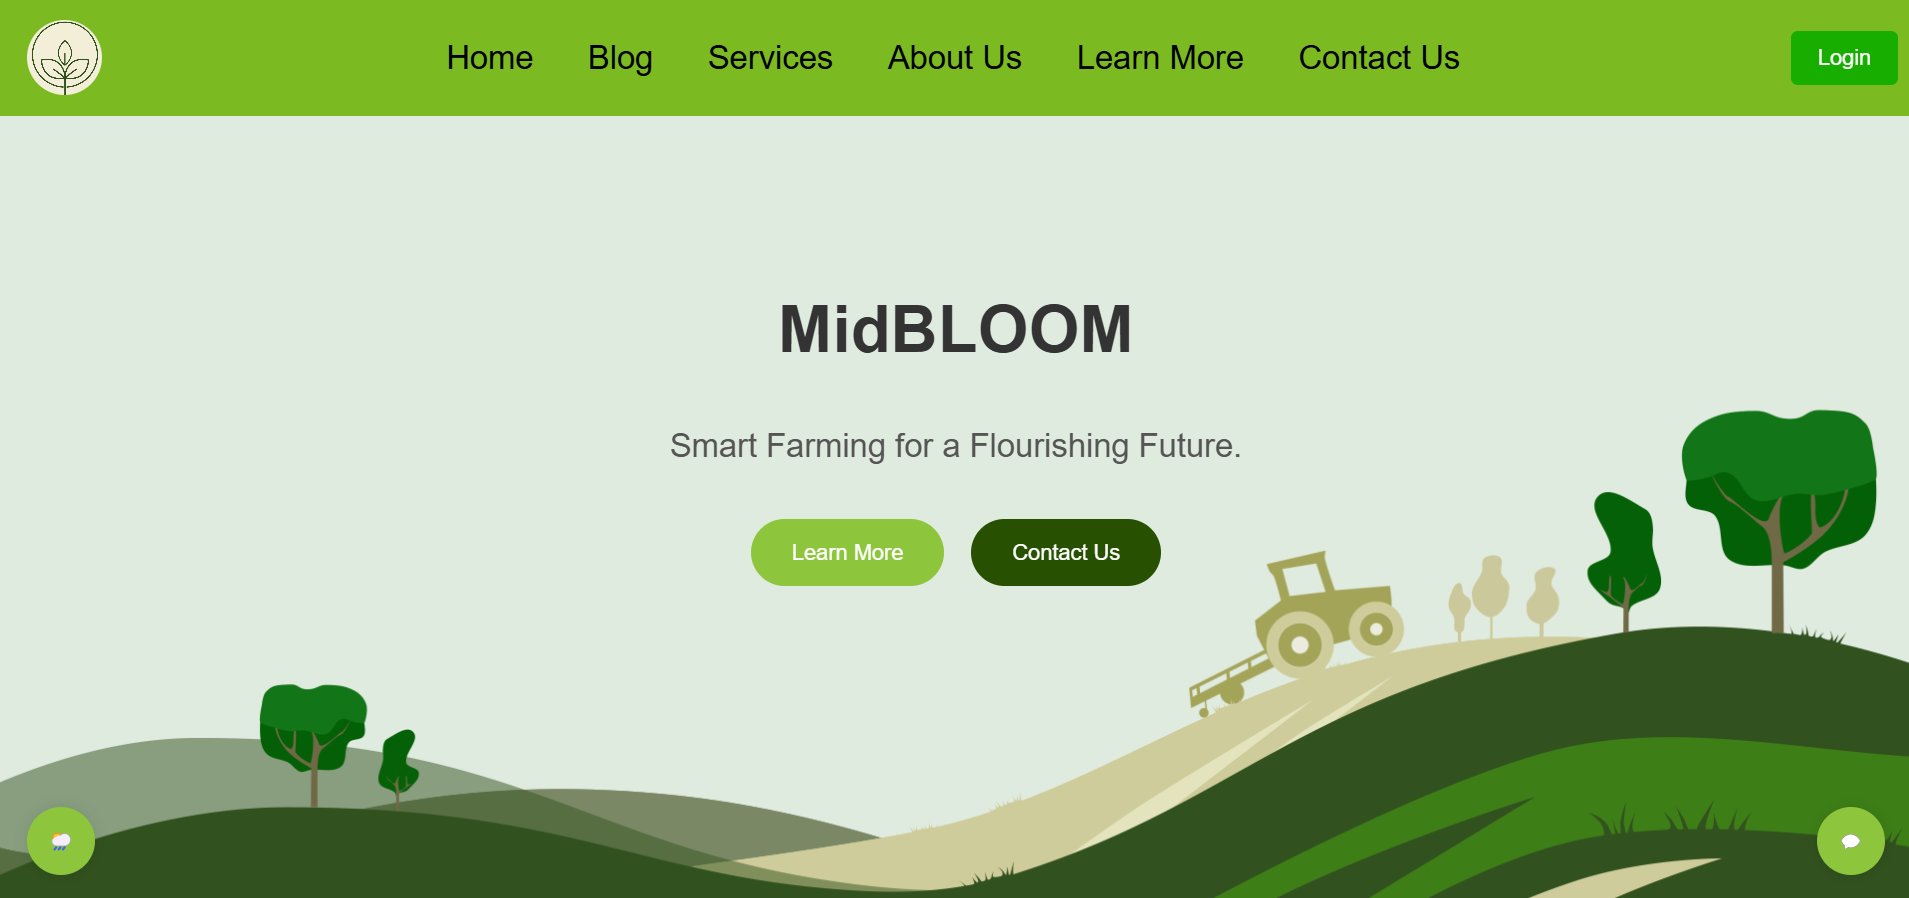 Home Blog Services About Us Learn More Contact Us Login
MidBLOOM
Smart Farming for a Flourishing Future.
Learn More Contact Us